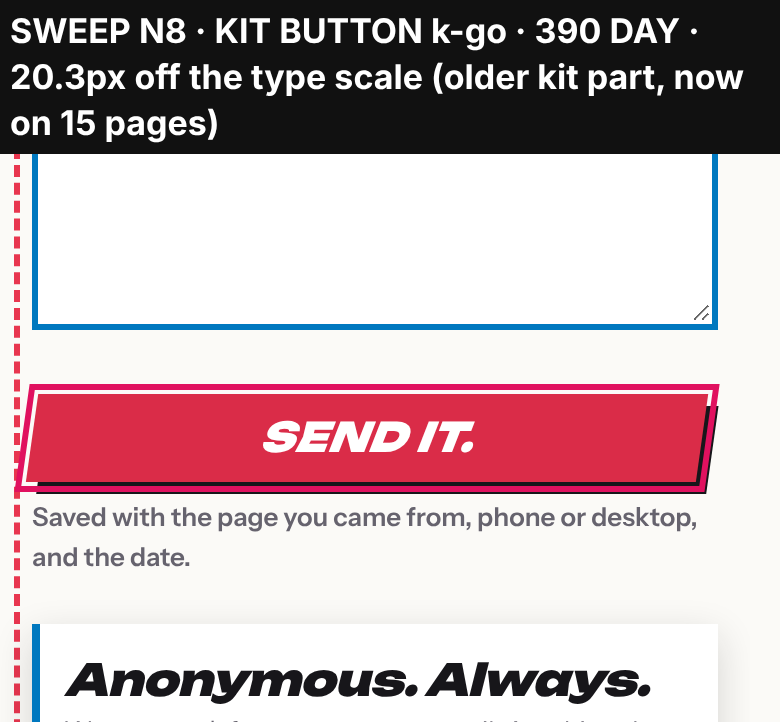 SWEEP N8 · KIT BUTTON k-go · 390 DAY ·
20.3px off the type scale (older kit part, now
on 15 pages)
SEND IT.
Saved with the page you came from, phone or desktop,
and the date.
Anonymous. Always.